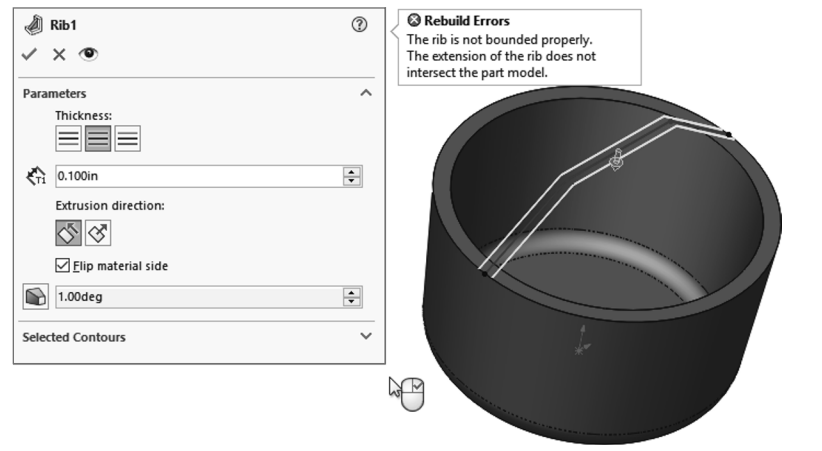 Rib1
Rebuild Errors
The rib is not bounded properly.
The extension of the rib does not
intersect the part model.
Parameters
Thickness:
T1
0.100in
Extrusion direction:
Flip material side
1.00deg
Selected Contours